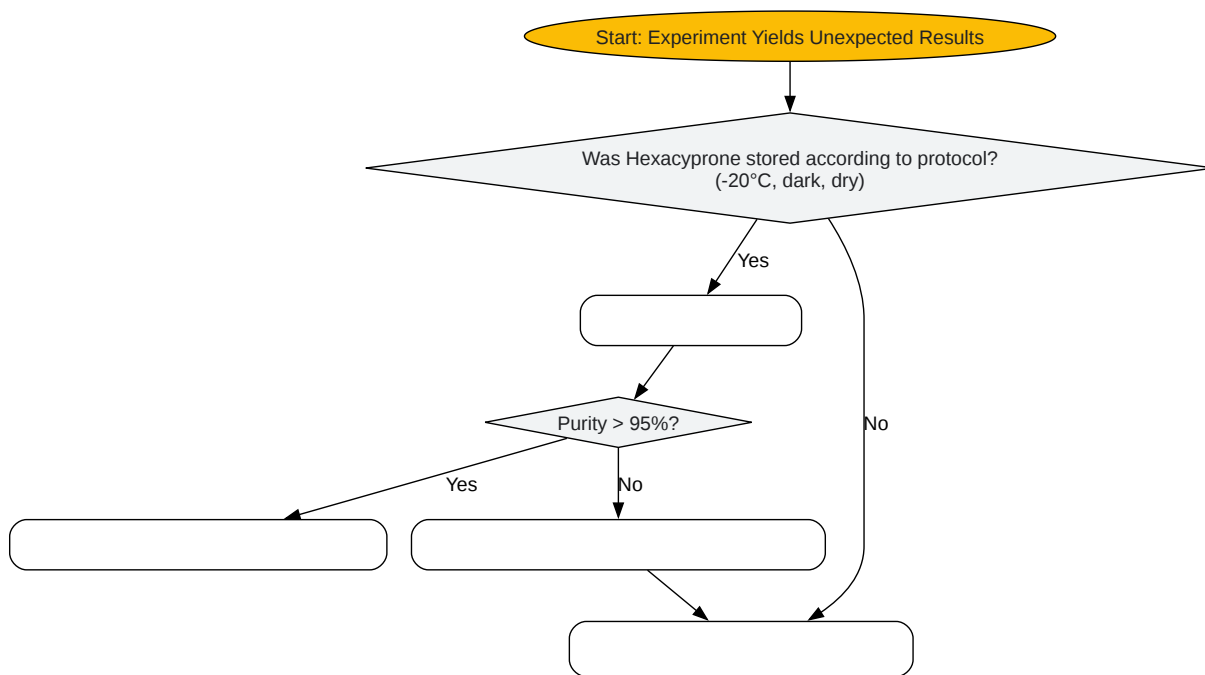 Start: Experiment Yields Unexpected Results
Was Hexacyprone stored according to protocol?
(-20°C, dark, dry)
Yes
No
Purity > 95%?
Yes
No